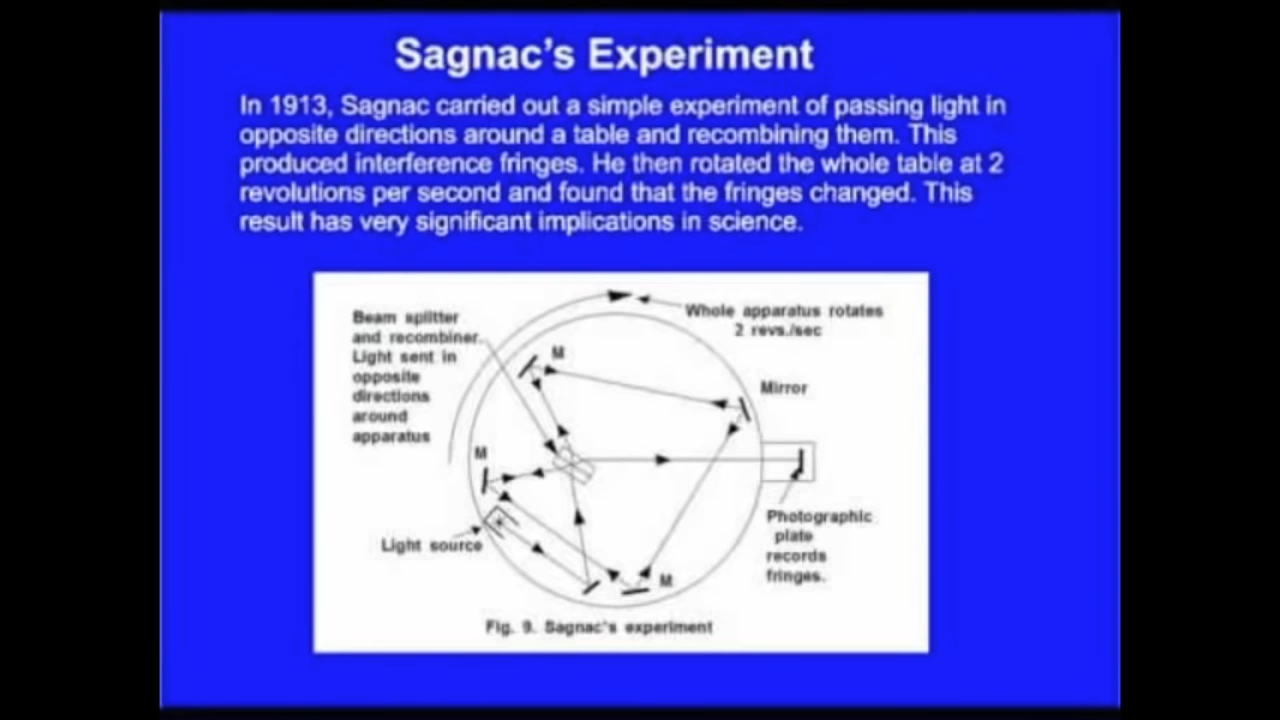 Sagnac's Experiment
In 1913, Sagnac carried out a simple experiment of passing light in
opposite directions around a table and recombining them. This
produced interference fringes. He then rotated the whole table at 2
revolutions per second and found that the fringes changed. This
result has very significant implications in science.
Beam splitter
and recombiner.
Light sent in
opposite
directions
around
apparatus
M
Whole apparatus rotates
2 revs./sec
Mirror
M
Light source
M
Photographic
plate
records
fringes.
Fig. 9. Sagnac's experiment